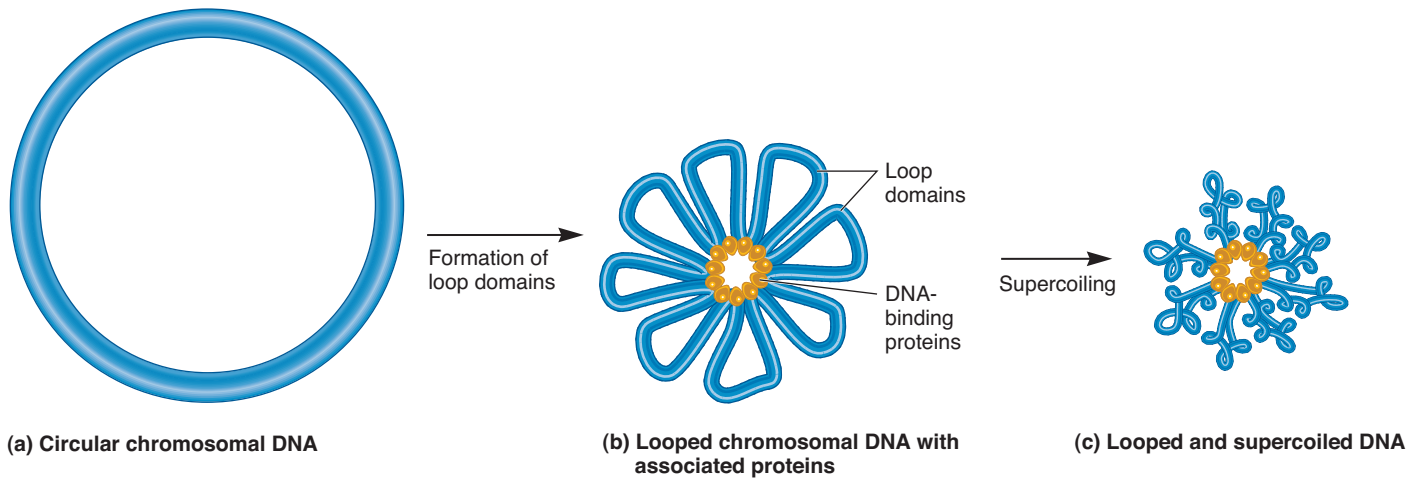 Loop
domains
Formation of
loop domains
DNA-
binding
proteins
Supercoiling
(a) Circular chromosomal DNA
(b) Looped chromosomal DNA with
associated proteins
(c) Looped and supercoiled DNA